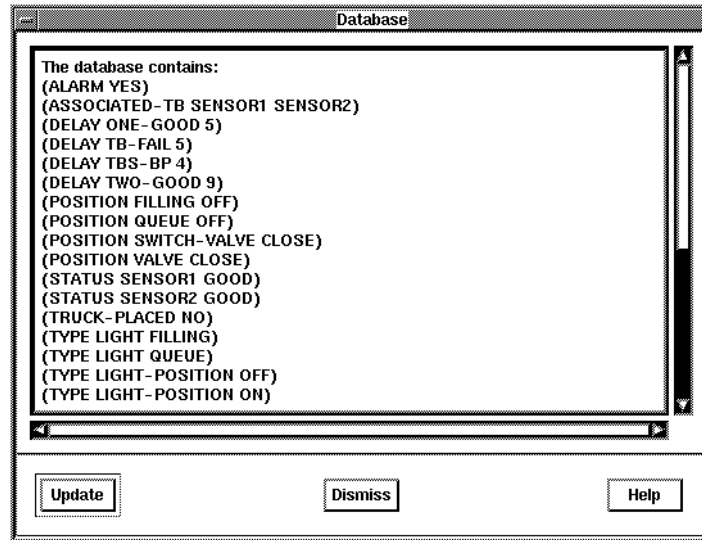 Database
The database contains:
(ALARM YES)
(ASSOCIATED-TB SENSOR1 SENSOR2)
(DELAY ONE-GOOD 5)
(DELAY TB-FAIL 5)
(DELAY TBS-BP 4)
(DELAY TWO-GOOD 9)
(POSITION FILLING OFF)
(POSITION QUEUE OFF)
(POSITION SWITCH-VALVE CLOSE)
(POSITION VALVE CLOSE)
(STATUS SENSOR1 GOOD)
(STATUS SENSOR2 GOOD)
(TRUCK-PLACED NO)
(TYPE LIGHT FILLING)
(TYPE LIGHT QUEUE)
(TYPE LIGHT-POSITION OFF)
(TYPE LIGHT-POSITION ON)
Update Dismiss Help